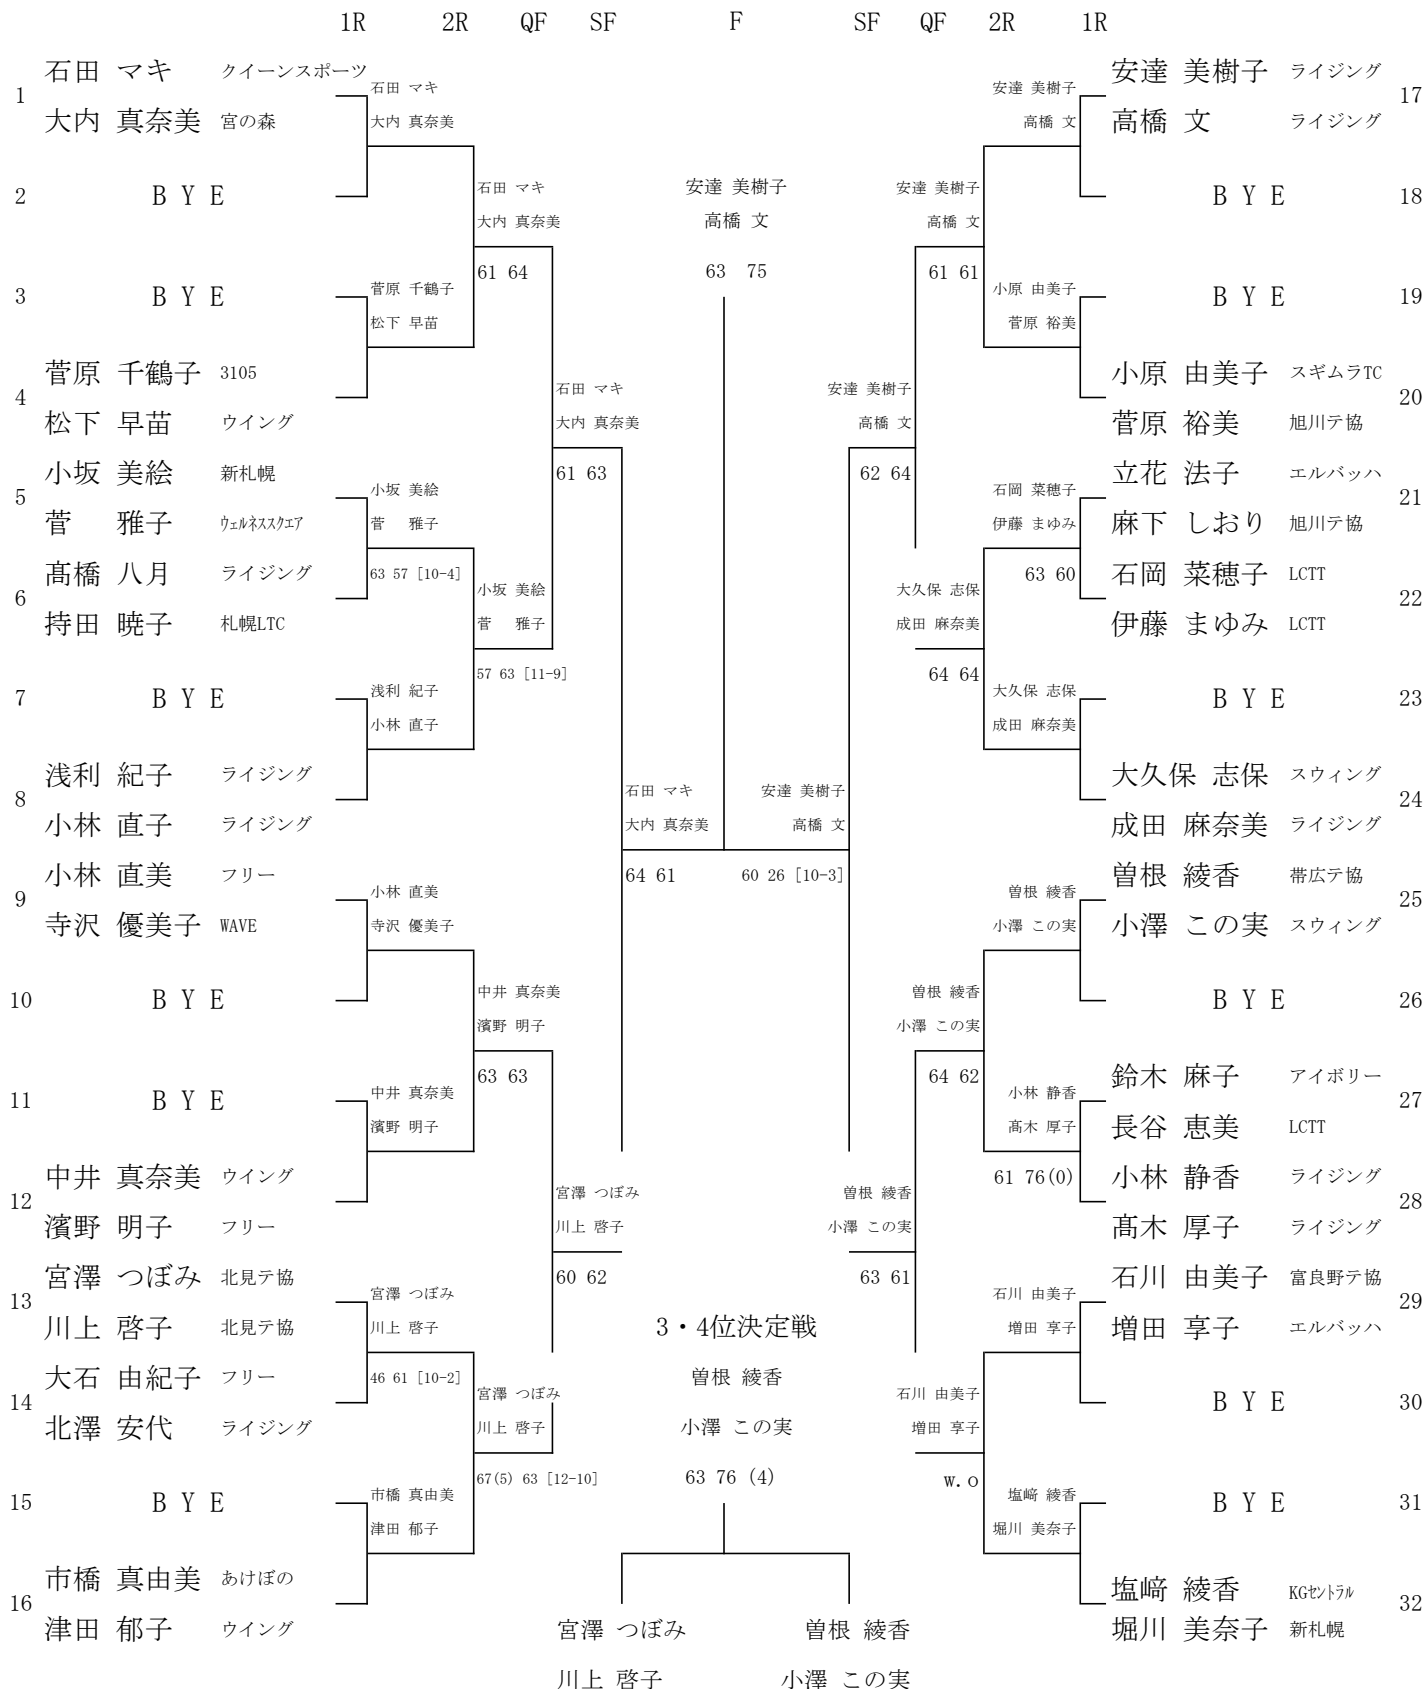 1R 2R QF SF F SF QF 2R 1R
1
石田 マキ クイーンスポーツ
大内 真奈美 宮の森
2 BYE
3 BYE
4
菅原 千鶴子 3105
松下 早苗 ウイング
5
小坂 美絵 新札幌
菅 雅子 ウェルネススクエア
6
髙橋 八月 ライジング
持田 暁子 札幌LTC
7 BYE
8
浅利 紀子 ライジング
小林 直子 ライジング
9
小林 直美 フリー
寺沢 優美子 WAVE
10 BYE
11 BYE
12
中井 真奈美 ウイング
濱野 明子 フリー
13
宮澤 つぼみ 北見テ協
川上 啓子 北見テ協
14
大石 由紀子 フリー
北澤 安代 ライジング
15 BYE
16
市橋 真由美 あけぼの
津田 郁子 ウイング
石田 マキ
大内 真奈美
菅原 千鶴子
松下 早苗
小坂 美絵
菅 雅子
63 57 [10-4]
浅利 紀子
小林 直子
小林 直美
寺沢 優美子
中井 真奈美
濱野 明子
宮澤 つぼみ
川上 啓子
46 61 [10-2]
市橋 真由美
津田 郁子
石田 マキ
大内 真奈美
61 64
小坂 美絵
菅 雅子
57 63 [11-9]
中井 真奈美
濱野 明子
63 63
宮澤 つぼみ
川上 啓子
67(5) 63 [12-10]
石田 マキ
大内 真奈美
61 63
宮澤 つぼみ
川上 啓子
60 62
石田 マキ
大内 真奈美
64 61
安達 美樹子
高橋 文
63 75
安達 美樹子
高橋 文
60 26 [10-3]
安達 美樹子
高橋 文
62 64
曽根 綾香
小澤 この実
63 61
安達 美樹子
高橋 文
61 61
大久保 志保
成田 麻奈美
64 64
曽根 綾香
小澤 この実
64 62
石川 由美子
増田 享子
w.o
安達 美樹子
高橋 文
小原 由美子
菅原 裕美
石岡 菜穂子
伊藤 まゆみ
63 60
大久保 志保
成田 麻奈美
曽根 綾香
小澤 この実
小林 静香
髙木 厚子
61 76(0)
石川 由美子
増田 享子
塩﨑 綾香
堀川 美奈子
安達 美樹子 ライジング
高橋 文 ライジング
17
BYE 18
BYE 19
小原 由美子 スギムラTC
菅原 裕美 旭川テ協
20
立花 法子 エルバッハ
麻下 しおり 旭川テ協
21
石岡 菜穂子 LCTT
伊藤 まゆみ LCTT
22
BYE 23
大久保 志保 スウィング
成田 麻奈美 ライジング
24
曽根 綾香 帯広テ協
小澤 この実 スウィング
25
BYE 26
鈴木 麻子 アイボリー
長谷 恵美 LCTT
27
小林 静香 ライジング
髙木 厚子 ライジング
28
石川 由美子 富良野テ協
増田 享子 エルバッハ
29
BYE 30
BYE 31
塩﨑 綾香 KGセントラル
堀川 美奈子 新札幌
32
3・4位決定戦
曽根 綾香
小澤 この実
63 76 (4)
宮澤 つぼみ 曽根 綾香
川上 啓子 小澤 この実